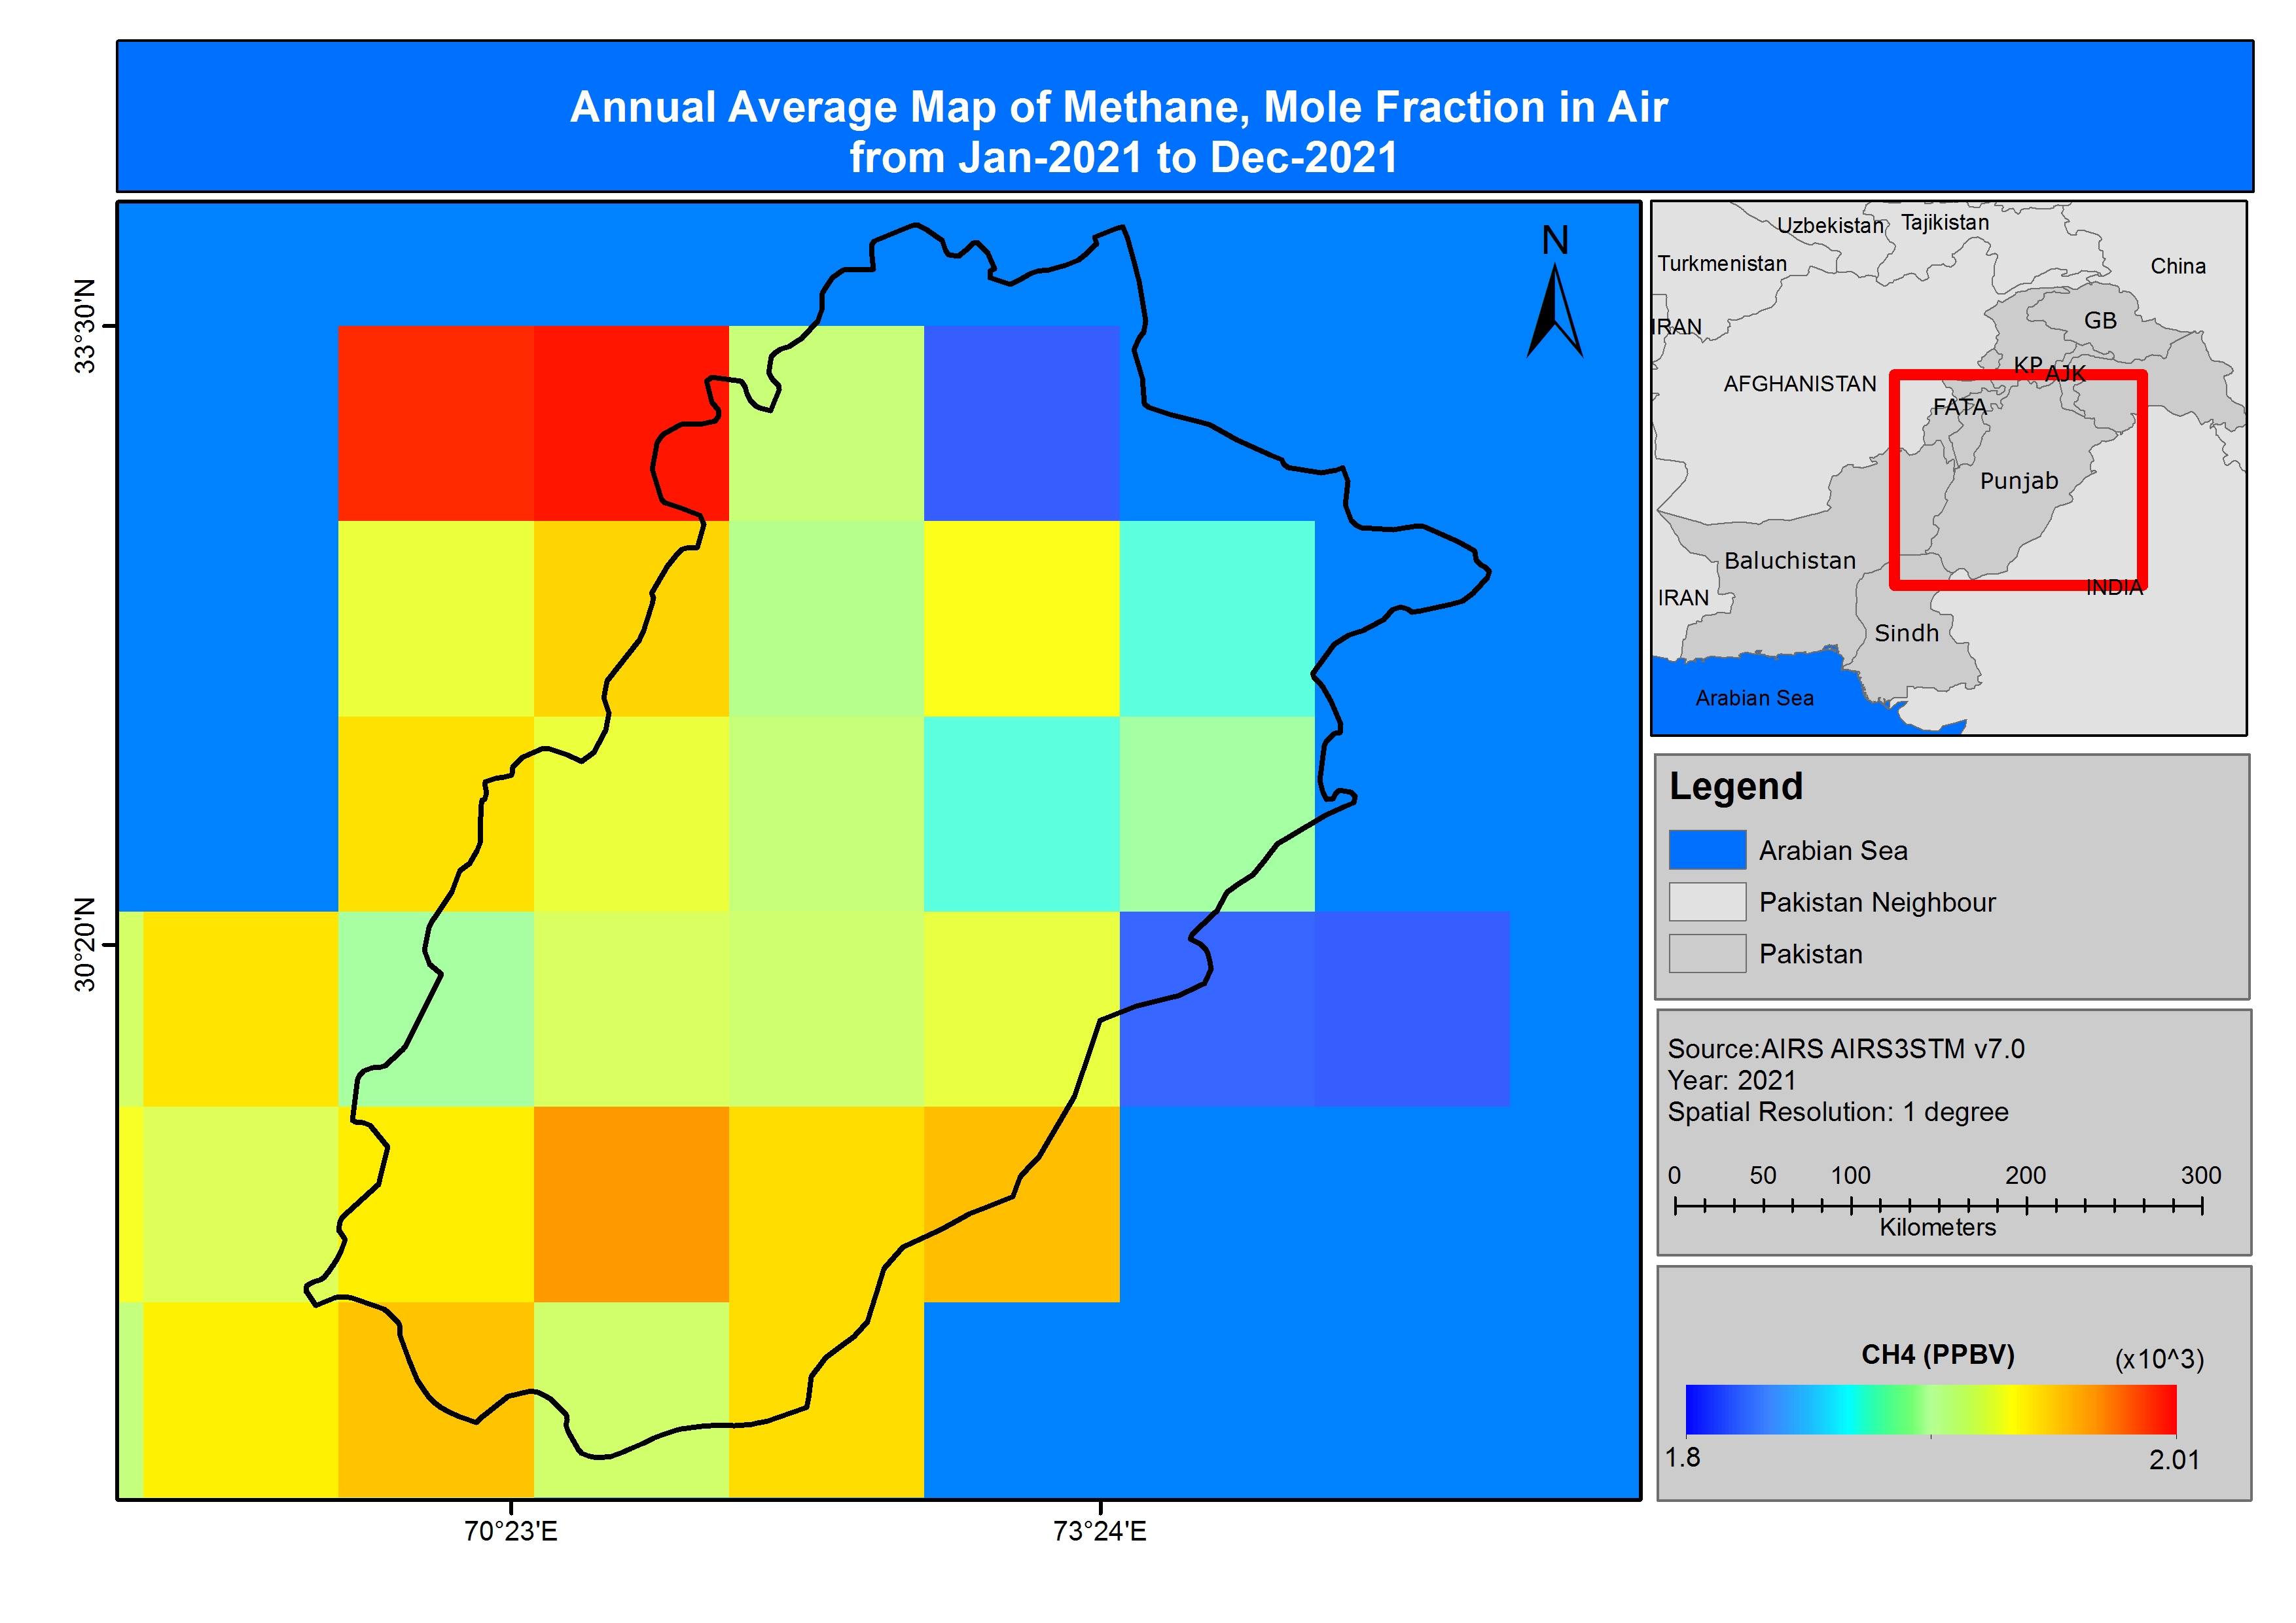 Annual Average Map of Methane, Mole Fraction in Air
from Jan-2021 to Dec-2021
N
33°30'N
30°20'N
70°23'E
73°24'E
Uzbekistan
Tajikistan
Turkmenistan
China
IRAN
GB
KP
AJK
AFGHANISTAN
FATA
Punjab
Baluchistan
IRAN
INDIA
Sindh
Arabian Sea
Legend
Arabian Sea
Pakistan Neighbour
Pakistan
Source:AIRS AIRS3STM v7.0
Year: 2021
Spatial Resolution: 1 degree
0 50 100 200 300
Kilometers
CH4 (PPBV) (x10^3)
1.8 2.01